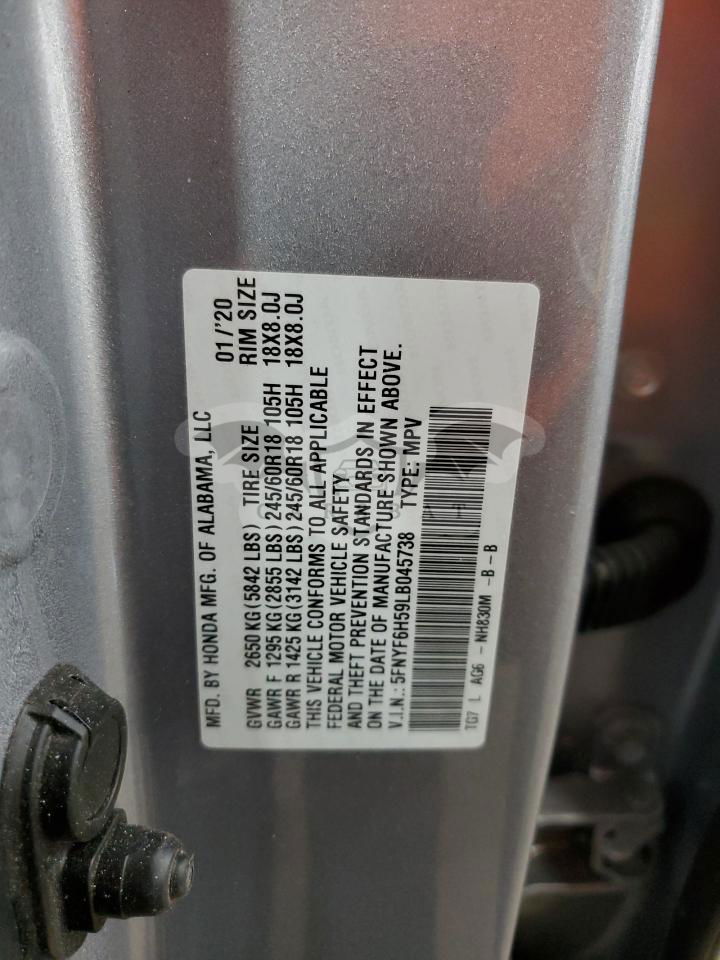 MFD. BY HONDA MFG. OF ALABAMA, LLC 01/'20
GVWR 2650 KG (5842 LBS) TIRE SIZE RIM SIZE
GAWR F 1295 KG (2855 LBS) 245/60R18 105H 18X8.0J
GAWR R 1425 KG (3142 LBS) 245/60R18 105H 18X8.0J
THIS VEHICLE CONFORMS TO ALL APPLICABLE
FEDERAL MOTOR VEHICLE SAFETY
AND THEFT PREVENTION STANDARDS IN EFFECT
ON THE DATE OF MANUFACTURE SHOWN ABOVE.
V.I.N.: 5FNYF6H59LB045738 TYPE: MPV
TG7 L AG6 - NH830M -B-B